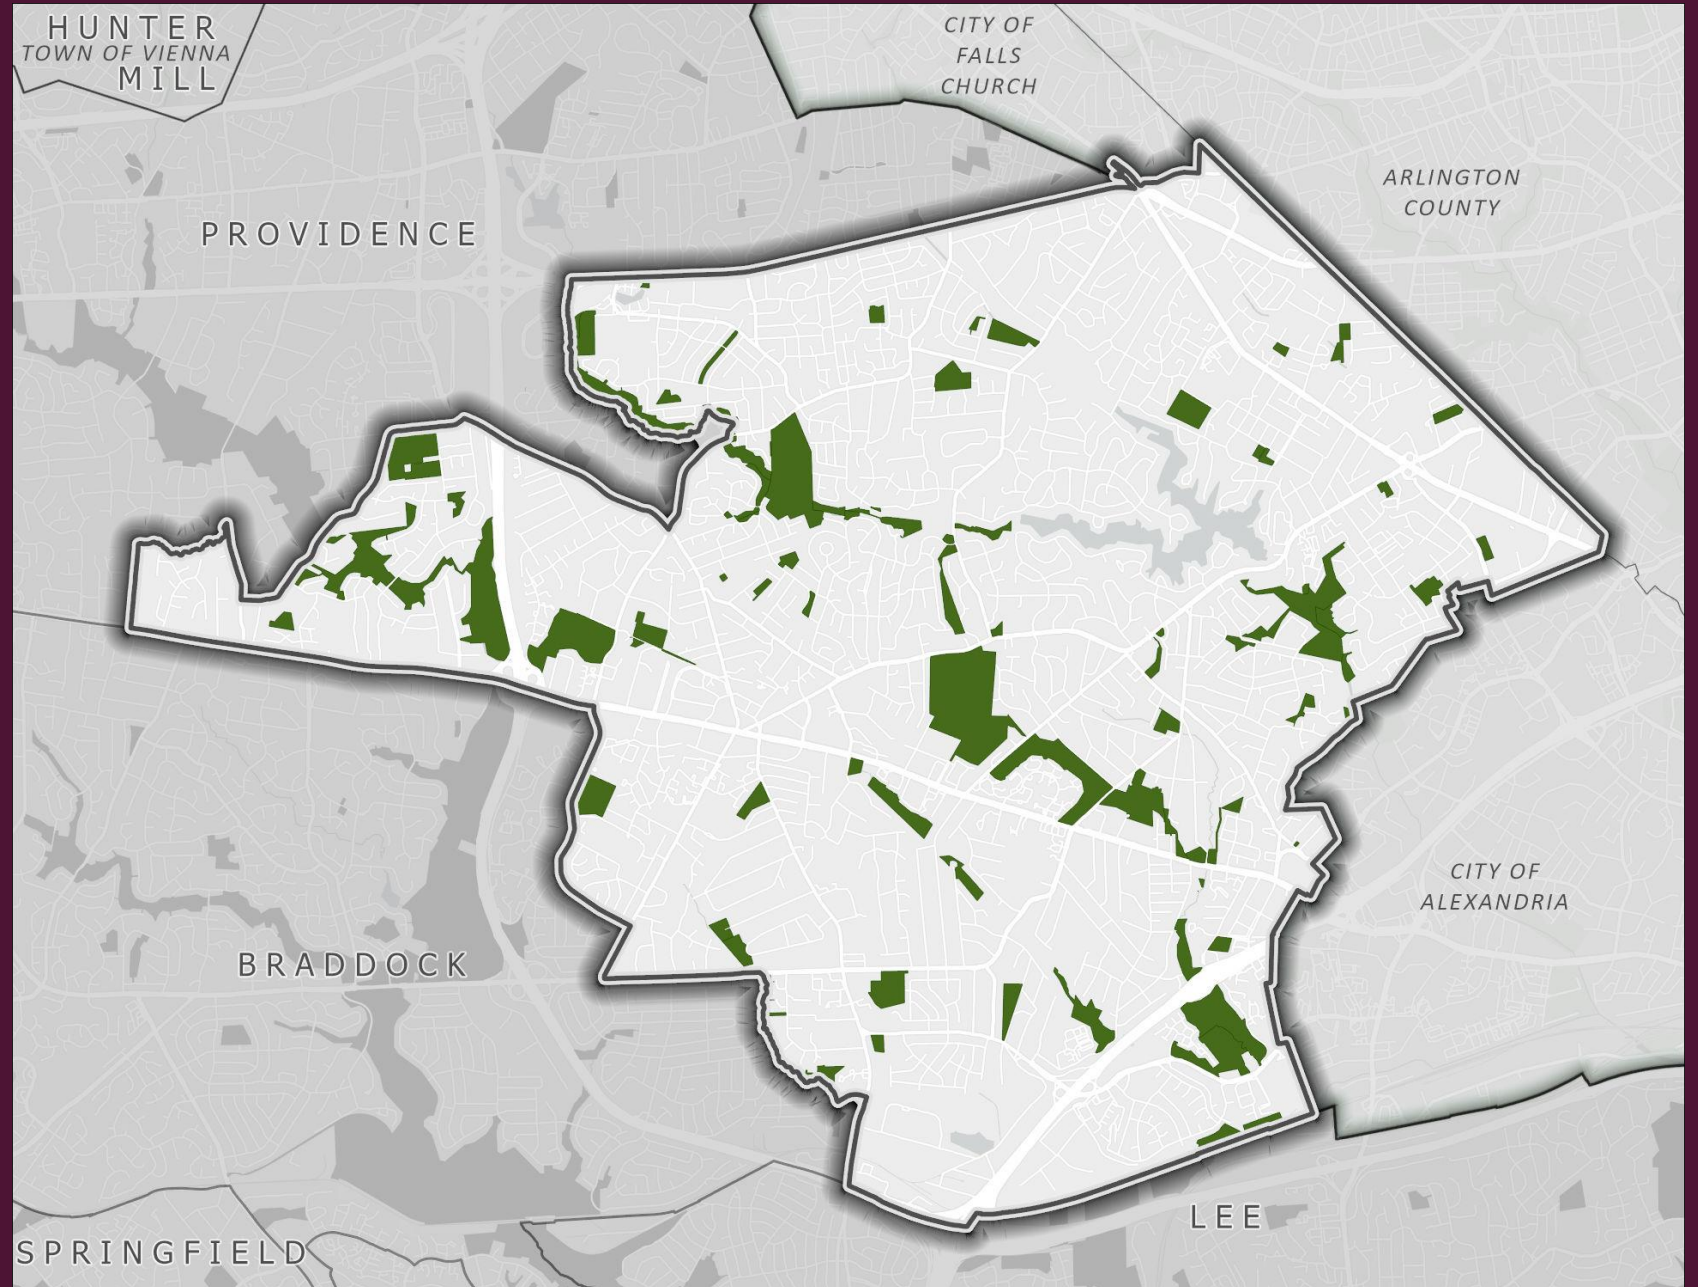 HUNTER
TOWN OF VIENNA
MILL
CITY OF
FALLS
CHURCH
ARLINGTON
COUNTY
PROVIDENCE
CITY OF
ALEXANDRIA
BRADDOCK
LEE
SPRINGFIELD